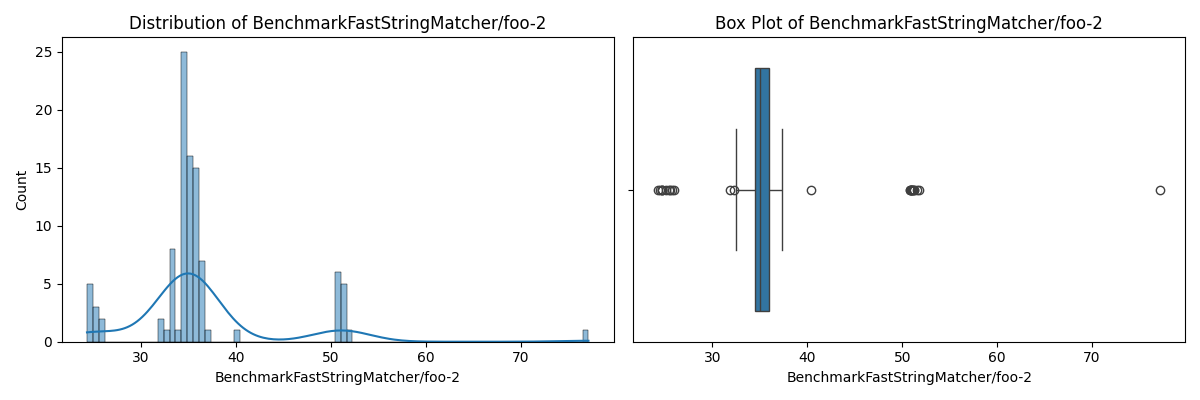 Distribution of BenchmarkFastStringMatcher/foo-2
Count
25
20
15
10
5
0
30 40 50 60 70
BenchmarkFastStringMatcher/foo-2
Box Plot of BenchmarkFastStringMatcher/foo-2
30 40 50 60 70
BenchmarkFastStringMatcher/foo-2